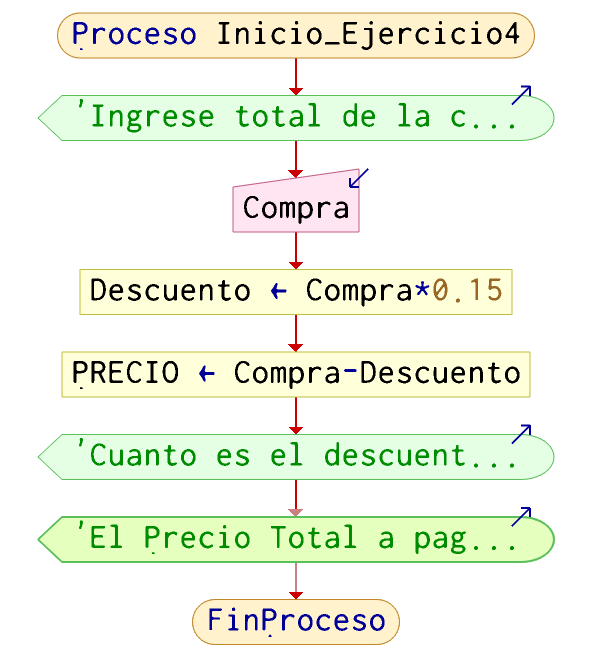 Proceso Inicio_Ejercicio4
'Ingrese total de la c...
Compra
Descuento ← Compra*0.15
PRECIO ← Compra-Descuento
'Cuanto es el descuent...
'El Precio Total a pag...
FinProceso